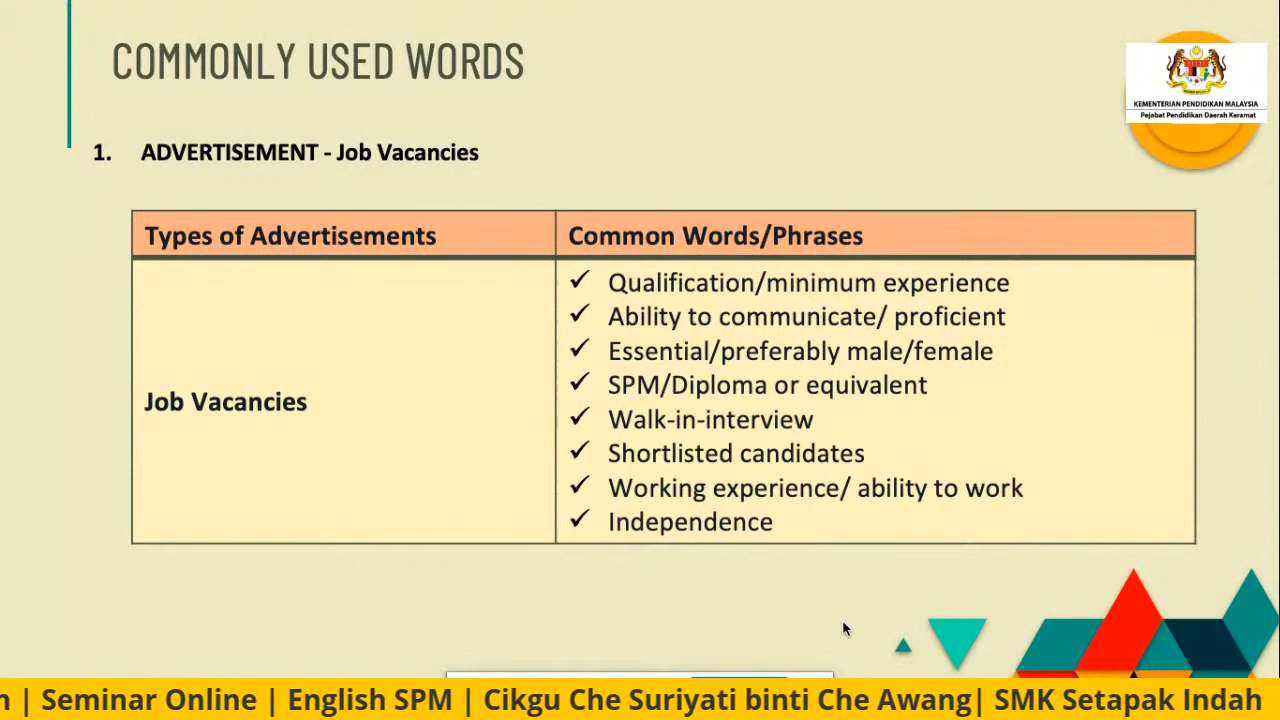 COMMONLY USED WORDS
KEMENTERIAN PENDIDIKAN MALAYSIA
Pejabat Pendidikan Daerah Keramat
1. ADVERTISEMENT - Job Vacancies
Types of Advertisements
Common Words/Phrases
Job Vacancies
✓ Qualification/minimum experience
✓ Ability to communicate/ proficient
✓ Essential/preferably male/female
✓ SPM/Diploma or equivalent
✓ Walk-in-interview
✓ Shortlisted candidates
✓ Working experience/ ability to work
✓ Independence
| Seminar Online | English SPM | Cikgu Che Suriyati binti Che Awang| SMK Setapak Indah